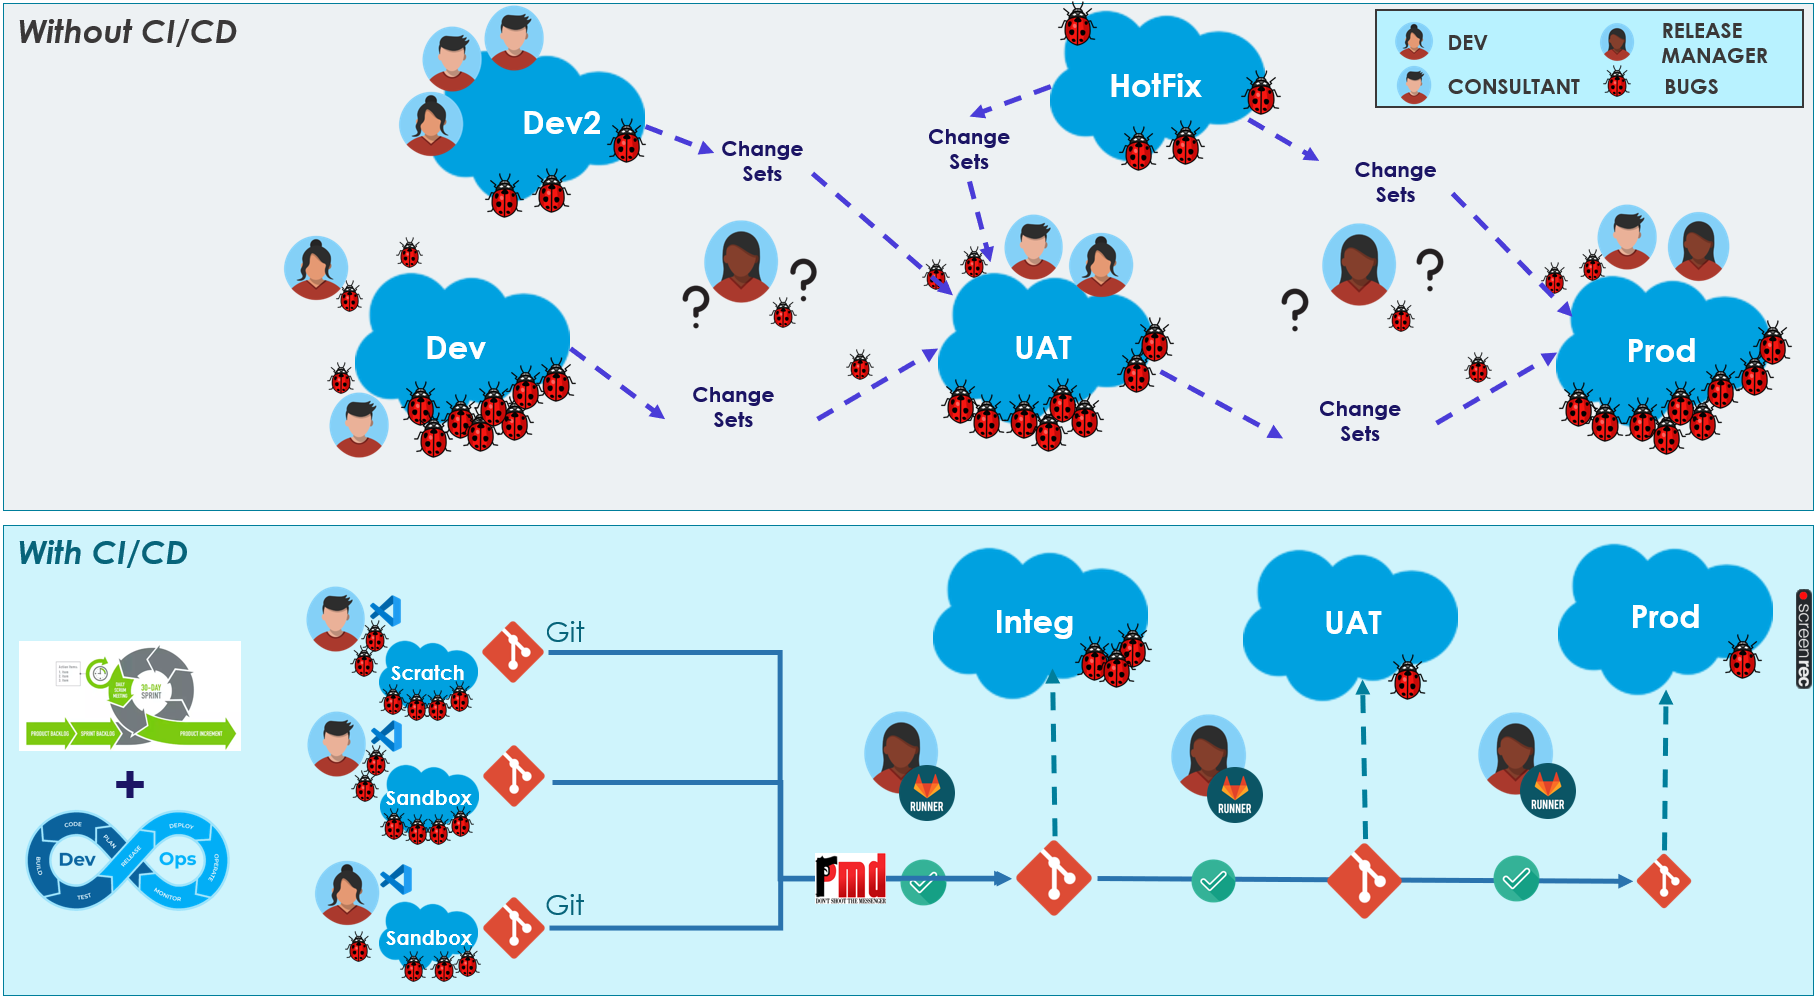 Without CI/CD
DEV
RELEASE
MANAGER
CONSULTANT
BUGS
Dev2
HotFix
Change
Sets
Change
Sets
Change
Sets
?
?
?
?
Dev
UAT
Prod
Change
Sets
Change
Sets
With CI/CD
Integ
UAT
Prod
Git
Scratch
Sandbox
Git
Sandbox
DAILY
SCRUM
MEETING
30-DAY
SPRINT
PRODUCT BACKLOG
SPRINT BACKLOG
PRODUCT INCREMENT
+
CODE
PLAN
BUILD
TEST
RELEASE
DEPLOY
OPERATE
MONITOR
Dev
Ops
RUNNER
RUNNER
RUNNER
pmd
DON'T SHOOT THE MESSENGER
screenrec